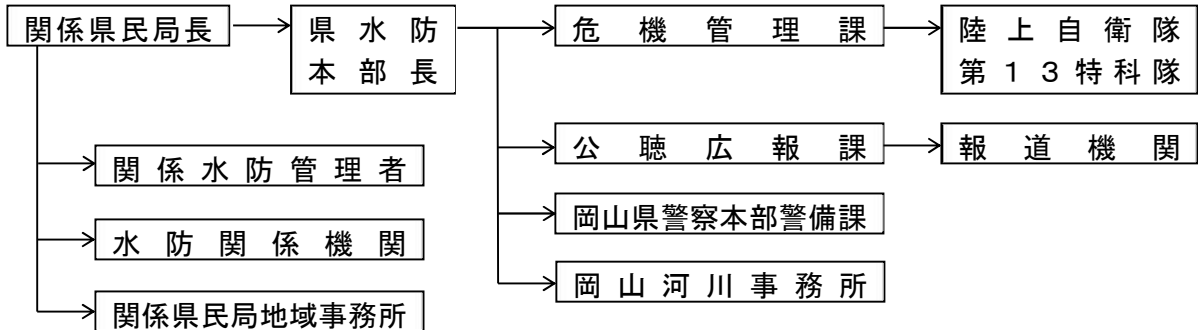 関係県民局長
県水防
本部長
危機管理課
陸上自衛隊
第13特科隊
公聴広報課
報道機関
関係水防管理者
岡山県警察本部警備課
水防関係機関
岡山河川事務所
関係県民局地域事務所